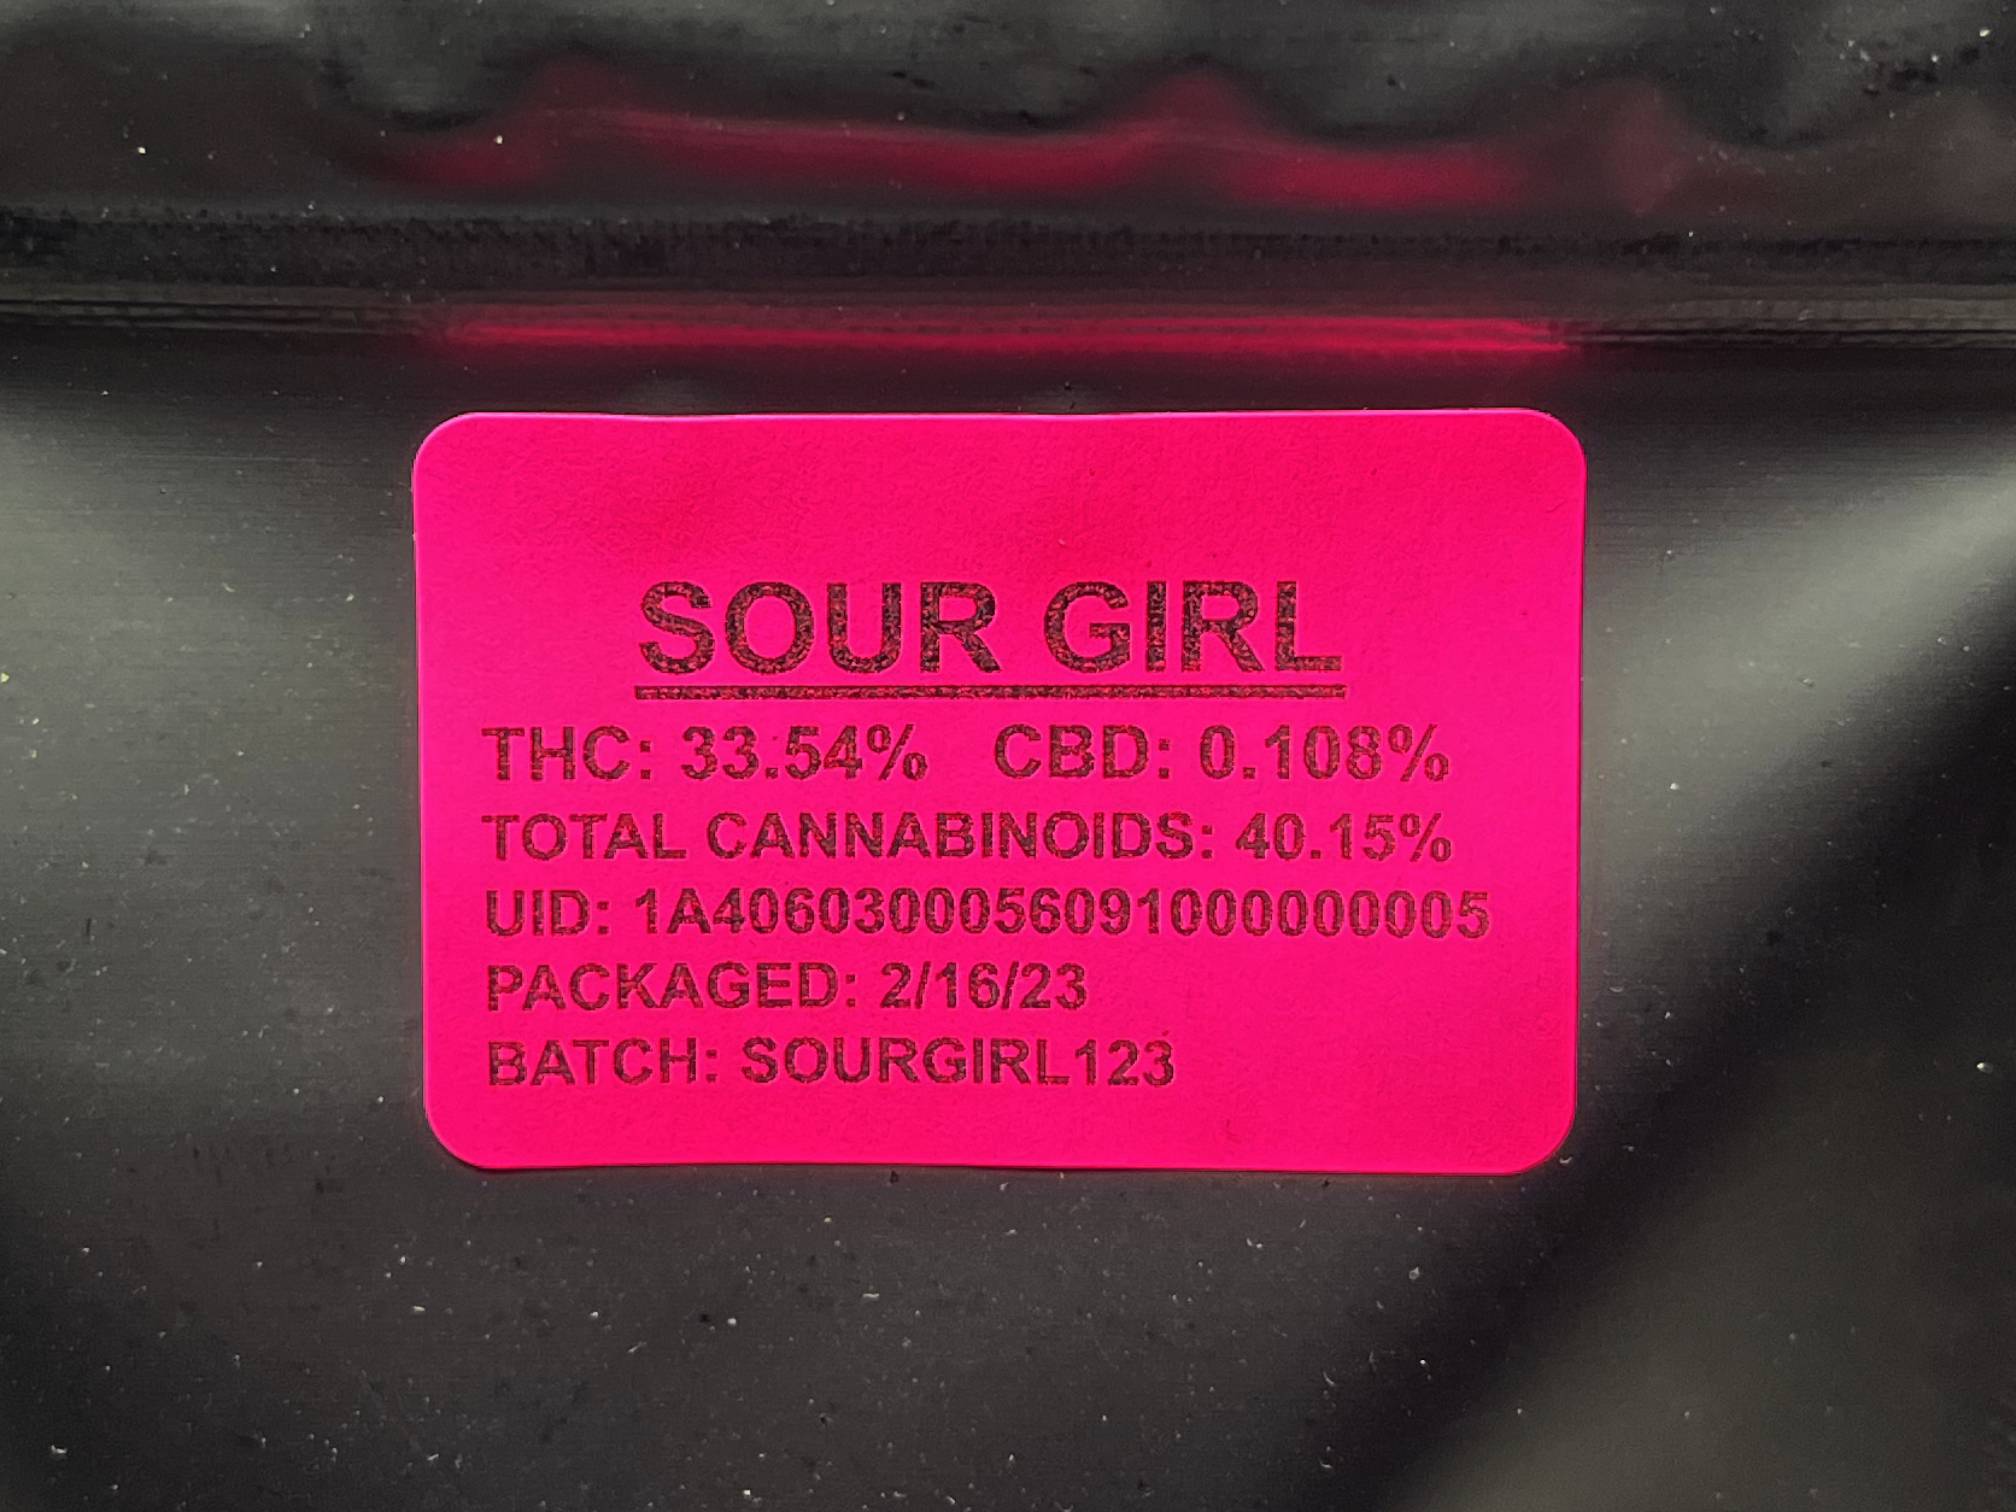 SOUR GIRL
THC: 33.54% CBD: 0.108%
TOTAL CANNABINOIDS: 40.15%
UID: 1A4060300056091000000005
PACKAGED: 2/16/23
BATCH: SOURGIRL123